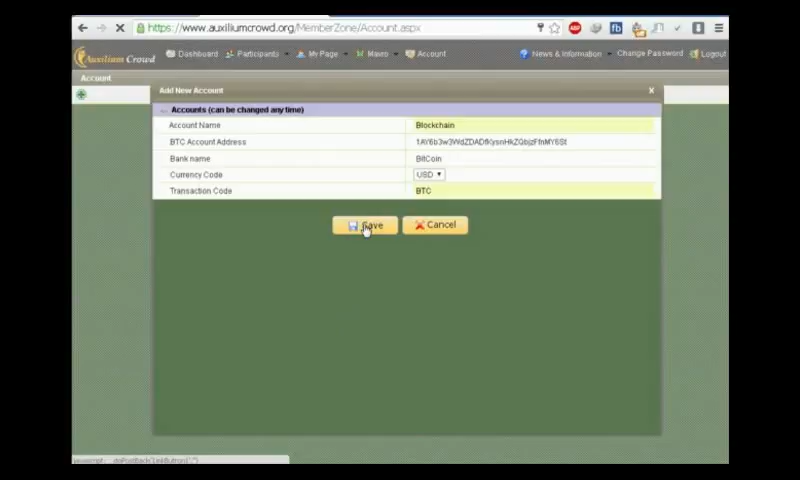 https://www.auxiliumcrowd.org/MemberZone/Account.aspx
Auxilium Crowd
Dashboard Participants My Page Mavro Account News & Information Change Password Logout
Account
Add New Account X
Accounts (can be changed any time)
Account Name Blockchain
BTC Account Address
Bank name BitCoin
Currency Code USD
Transaction Code BTC
Save Cancel